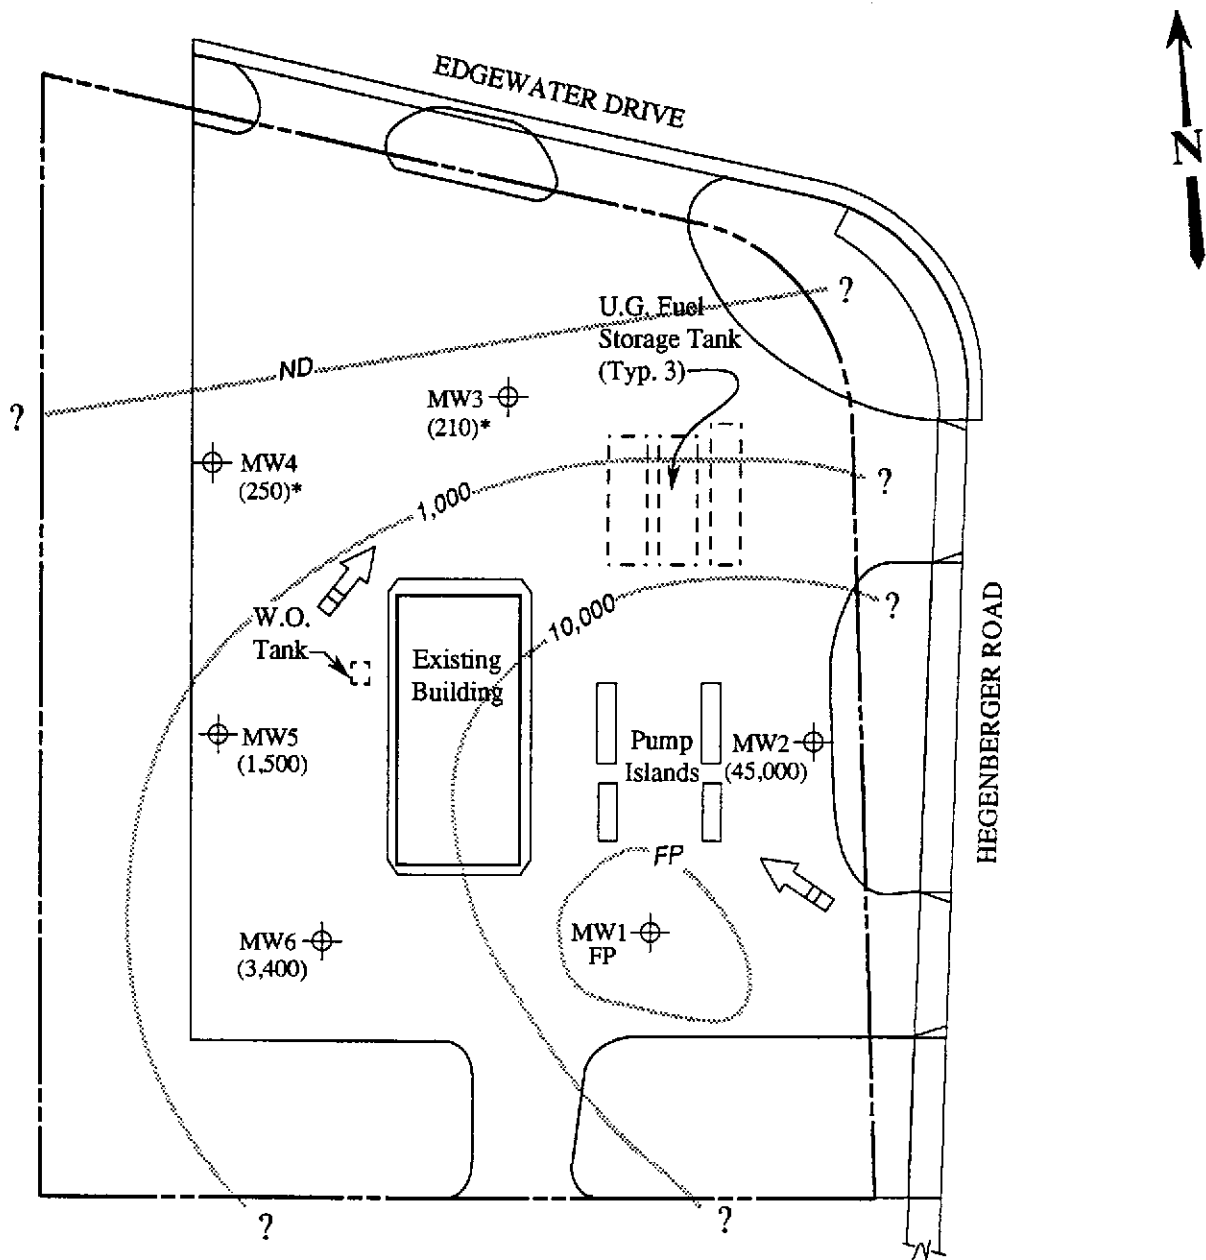 EDGEWATER DRIVE
N
?
U.G. Fuel
Storage Tank
(Typ. 3)
ND
?
MW3
(210)*
MW4
(250)*
?
1,000
?
10,000
W.O.
Tank
Existing
Building
HEGENBERGER ROAD
MW5
(1,500)
Pump
Islands
MW2
(45,000)
FP
MW6
(3,400)
MW1
FP
?
?